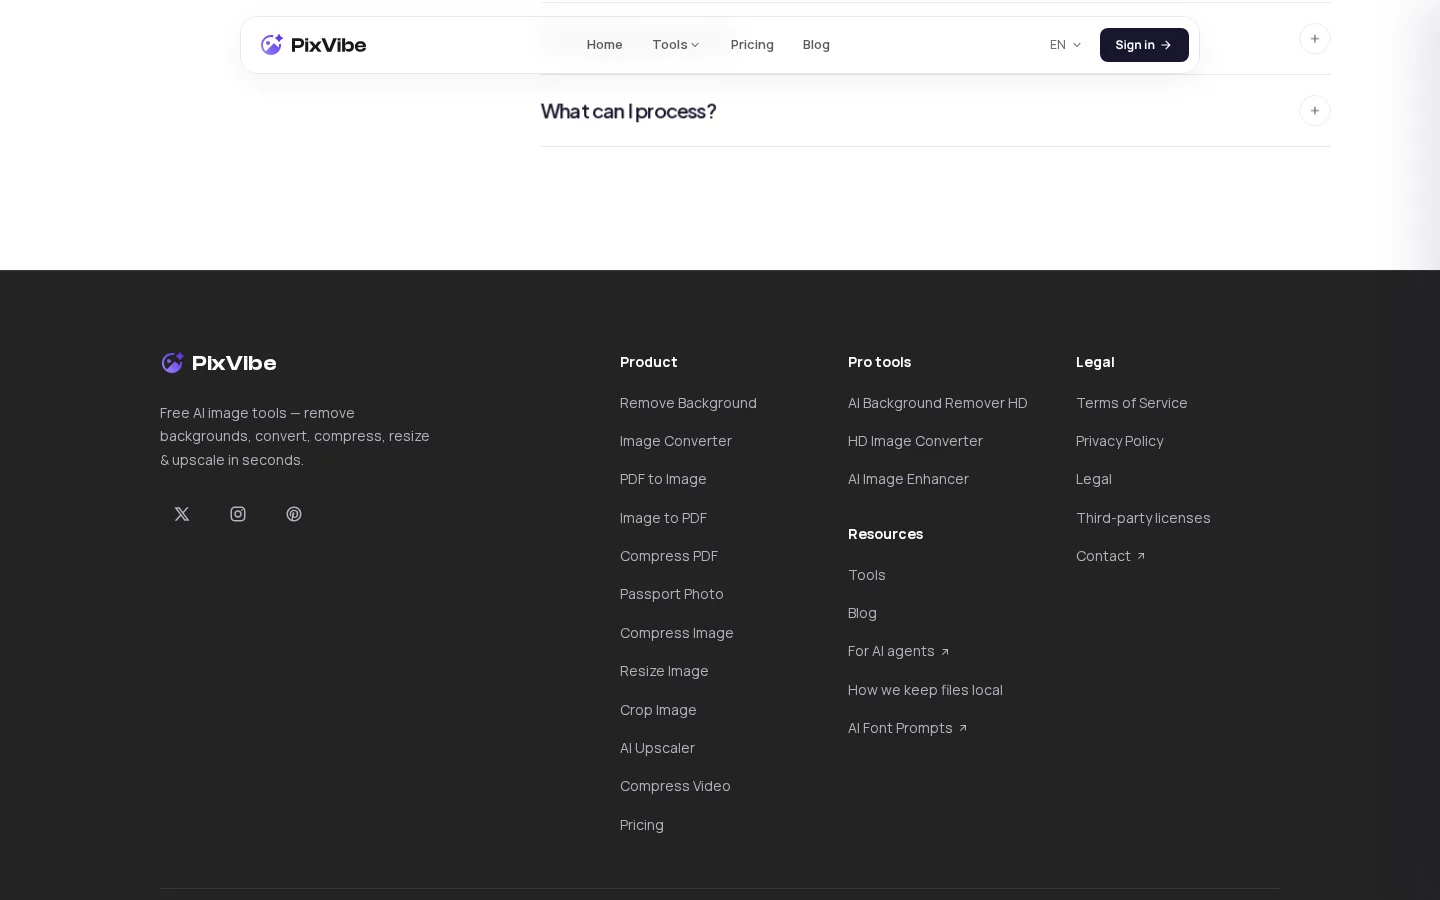 PixVibe
Home
Tools
Pricing
Blog
EN
Sign in
What can I process?
PixVibe
Free AI image tools — remove
backgrounds, convert, compress, resize
& upscale in seconds.
Product
Remove Background
Image Converter
PDF to Image
Image to PDF
Compress PDF
Passport Photo
Compress Image
Resize Image
Crop Image
AI Upscaler
Compress Video
Pricing
Pro tools
AI Background Remover HD
HD Image Converter
AI Image Enhancer
Resources
Tools
Blog
For AI agents
How we keep files local
AI Font Prompts
Legal
Terms of Service
Privacy Policy
Legal
Third-party licenses
Contact